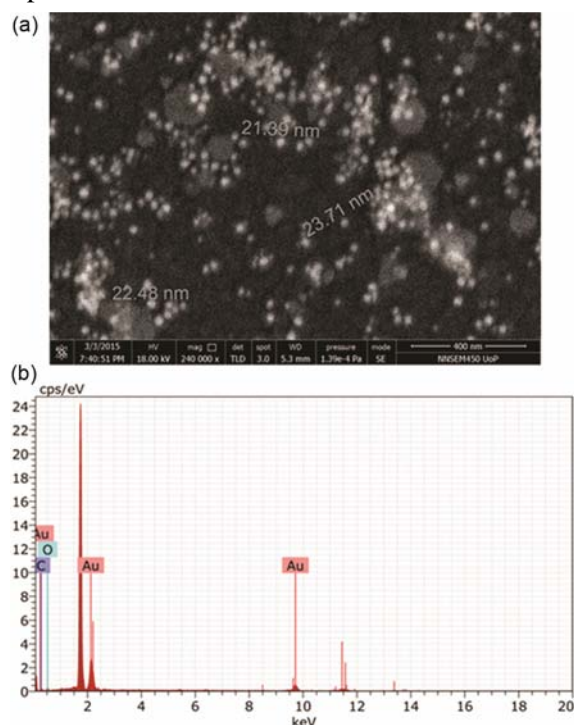 (a)
21.39 nm
23.71 nm
22.48 nm
3/3/2015 HV mag □ det spot WD pressure mode 400 nm
7:40:51 PM 18.00 kV 240 000 x TLD 3.0 5.3 mm 1.39e-4 Pa SE NNSEM450 UoP
(b)
cps/eV
24
22
20
18
16
14
Au
O
12
C Au Au
10
8
6
4
2
0
2 4 6 8 10 12 14 16 18 20
keV